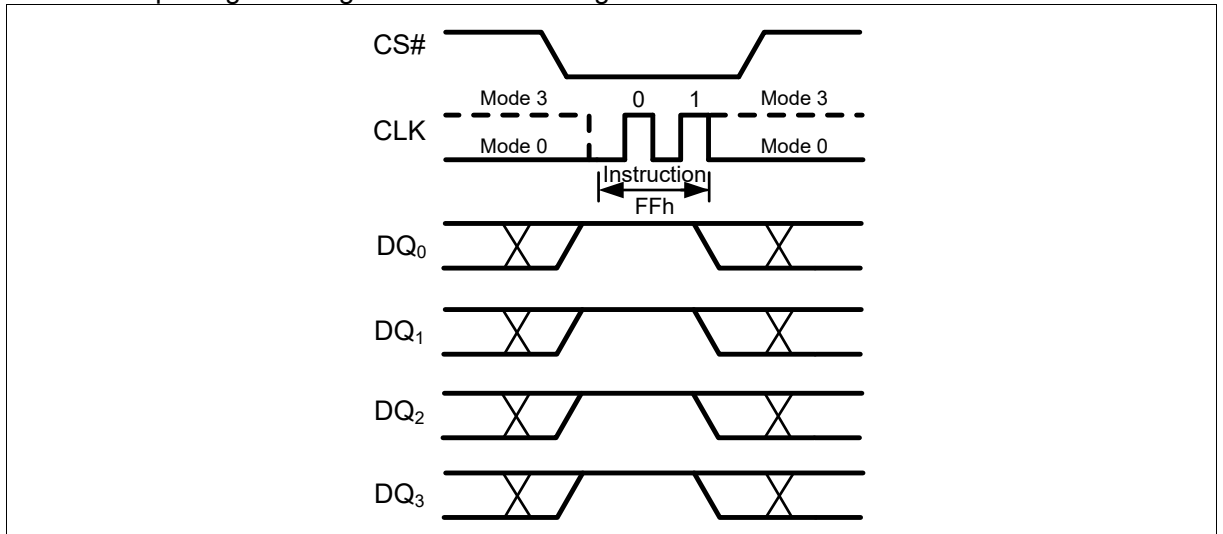 CS#
Mode 3 0 1 Mode 3
CLK
Mode 0 Mode 0
Instruction
FFh
DQ0
DQ1
DQ2
DQ3